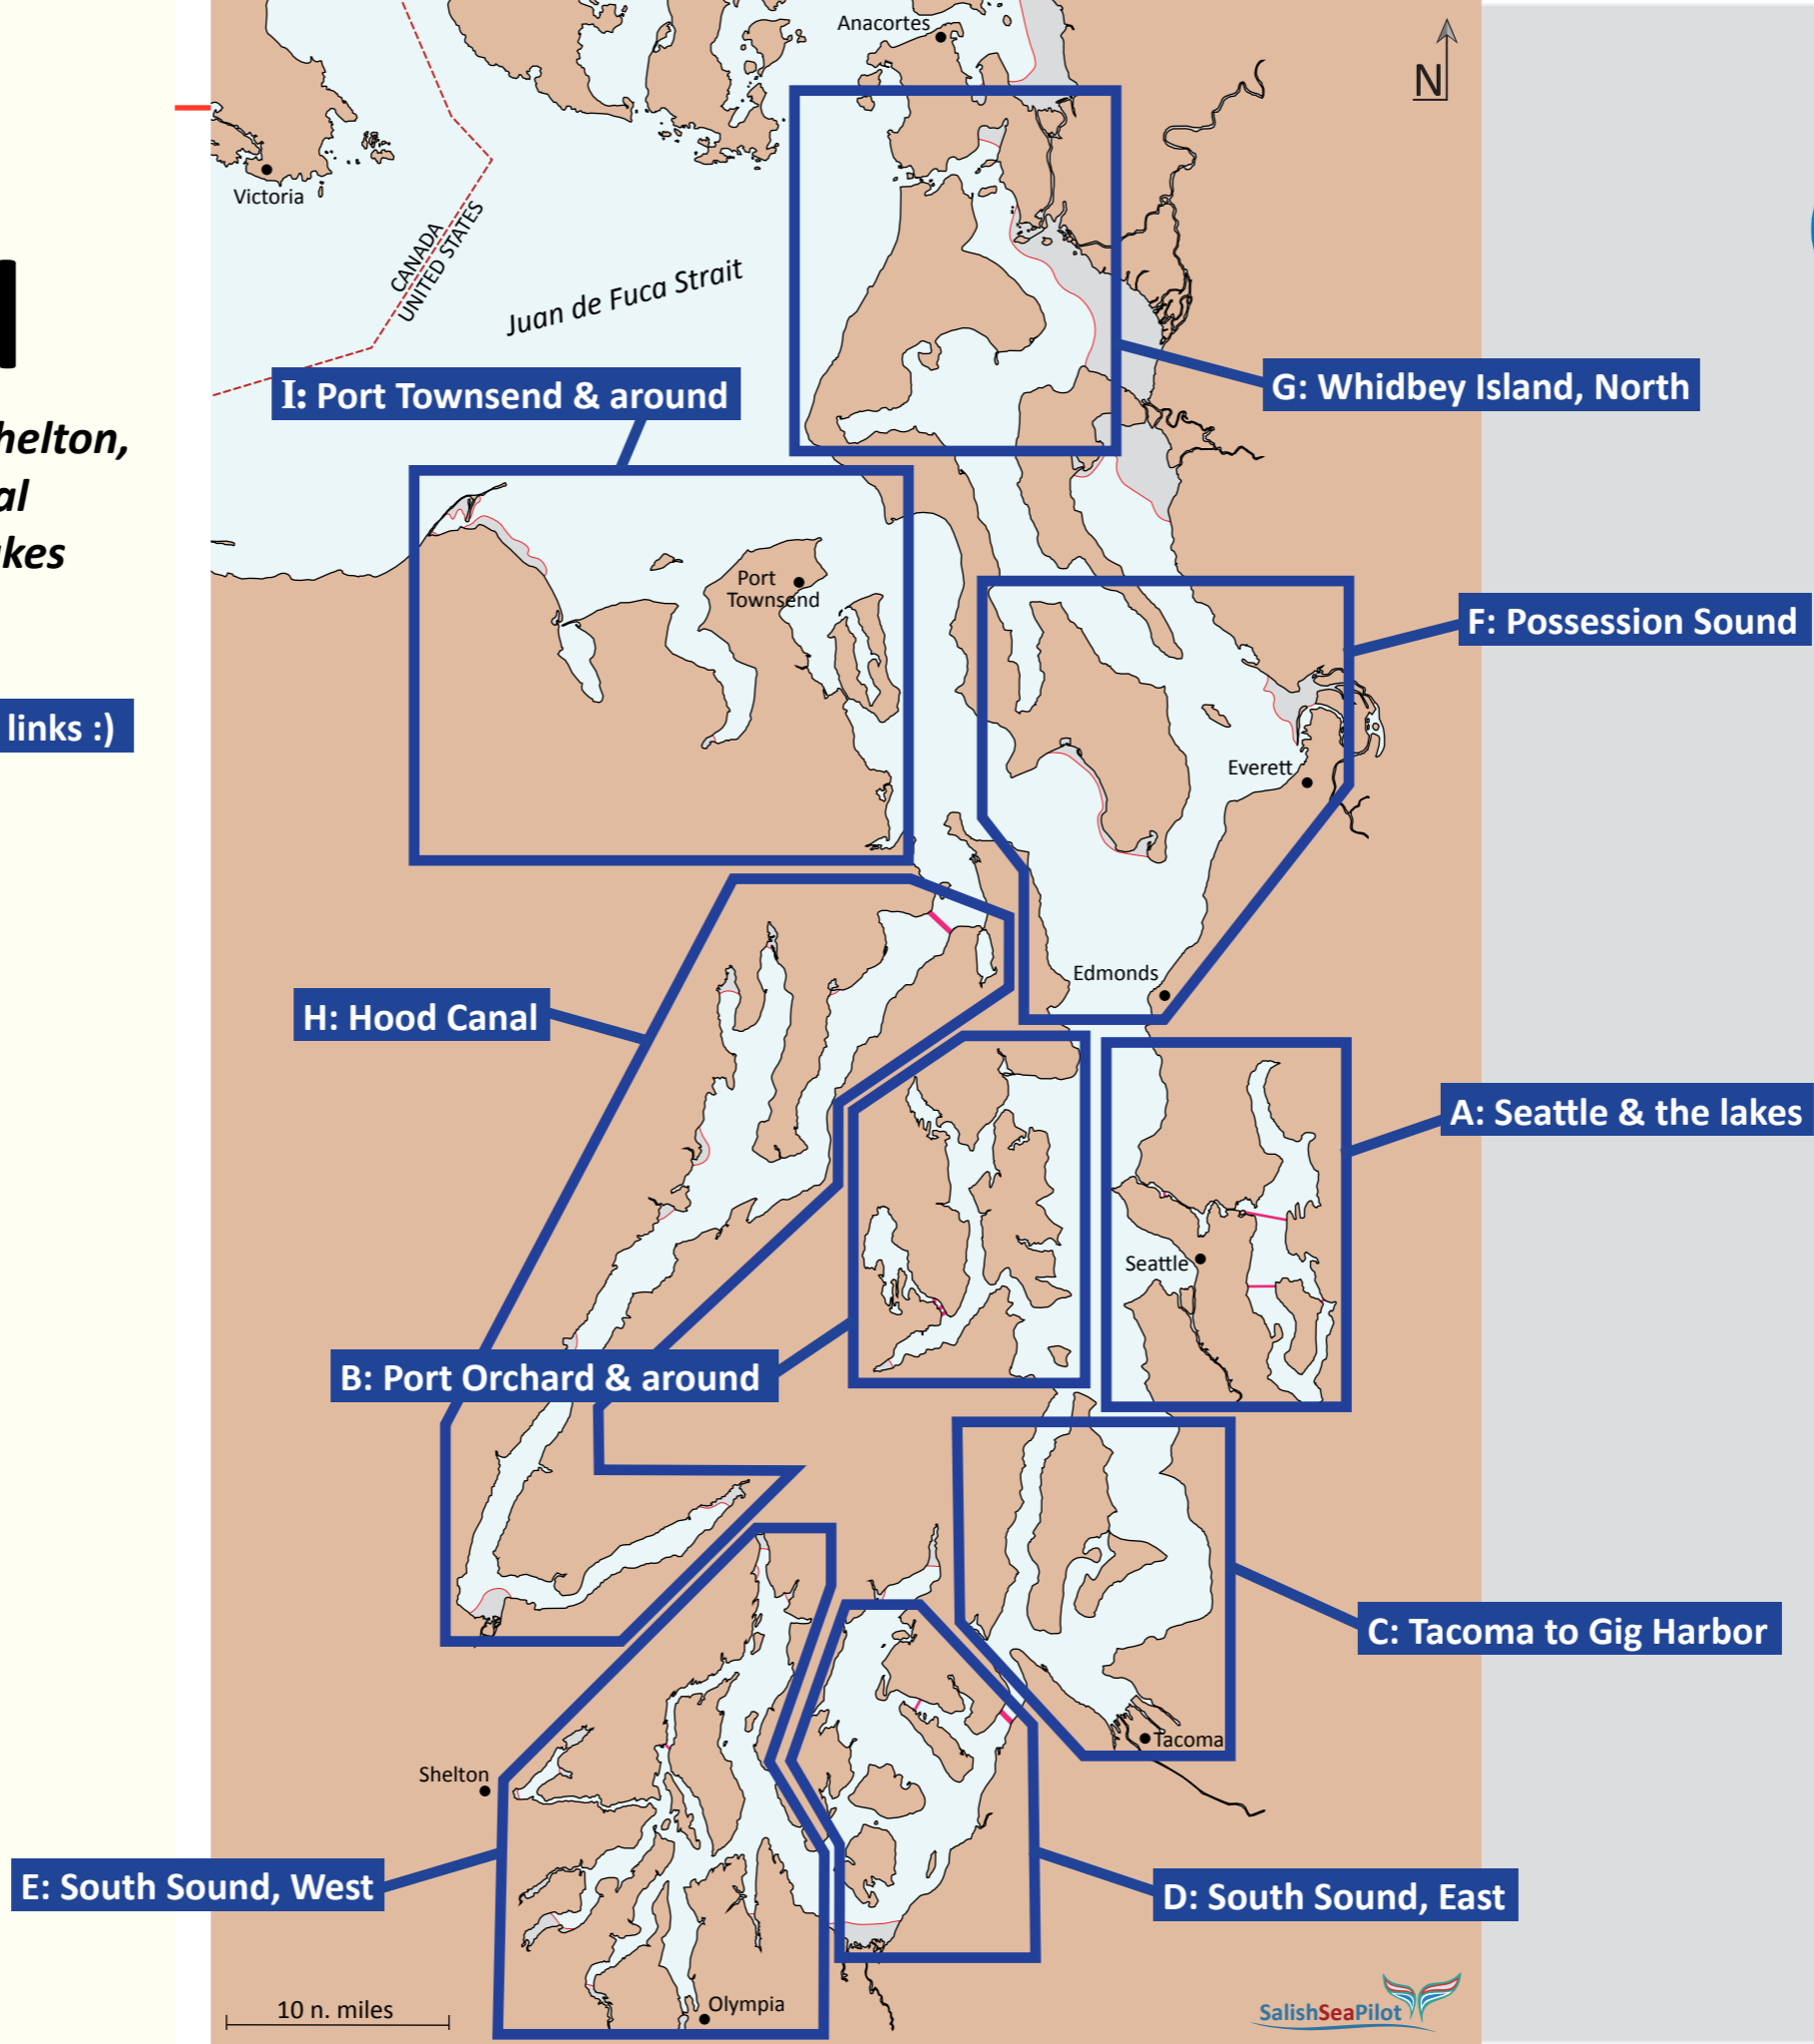 Anacortes
N
Victoria
CANADA
UNITED STATES
Juan de Fuca Strait
I: Port Townsend & around
G: Whidbey Island, North
helton,
al
kes
Port
Townsend
F: Possession Sound
links :)
Everett
Edmonds
H: Hood Canal
A: Seattle & the lakes
Seattle
B: Port Orchard & around
C: Tacoma to Gig Harbor
Tacoma
Shelton
E: South Sound, West
D: South Sound, East
Olympia
10 n. miles
SalishSeaPilot